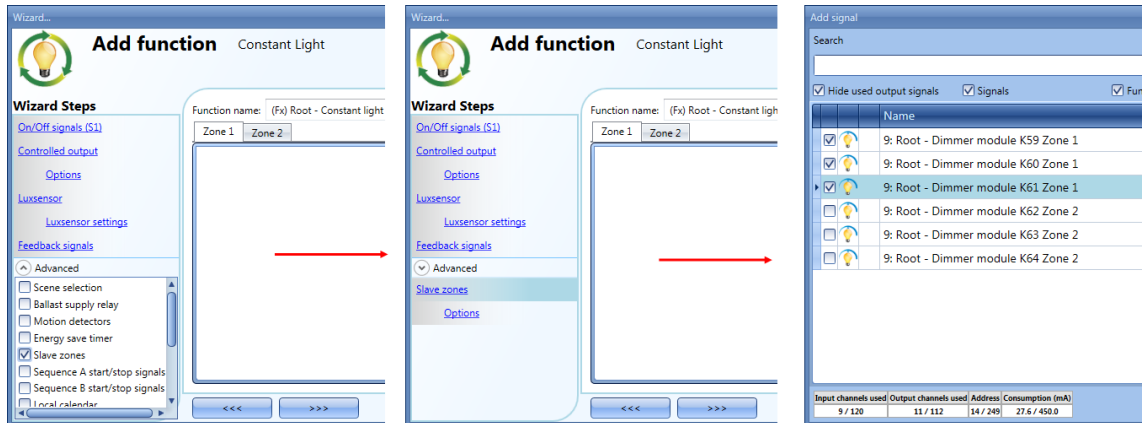 Wizard...
Add function Constant Light
Wizard Steps
On/Off signals (S1)
Controlled output
Options
Luxsensor
Luxsensor settings
Feedback signals
Advanced
Scene selection
Ballast supply relay
Motion detectors
Energy save timer
Slave zones
Sequence A start/stop signals
Sequence B start/stop signals
Local calendar
Function name: (Fx) Root - Constant light
Zone 1 Zone 2
<<< >>>
Wizard...
Add function Constant Light
Wizard Steps
On/Off signals (S1)
Controlled output
Options
Luxsensor
Luxsensor settings
Feedback signals
Advanced
Slave zones
Options
Function name: (Fx) Root - Constant ligh
Zone 1 Zone 2
<<< >>>
Add signal
Search
Hide used output signals Signals Fun
Name
9: Root - Dimmer module K59 Zone 1
9: Root - Dimmer module K60 Zone 1
9: Root - Dimmer module K61 Zone 1
9: Root - Dimmer module K62 Zone 2
9: Root - Dimmer module K63 Zone 2
9: Root - Dimmer module K64 Zone 2
Input channels used Output channels used Address Consumption (mA)
9 / 120 11 / 112 14 / 249 27.6 / 450.0